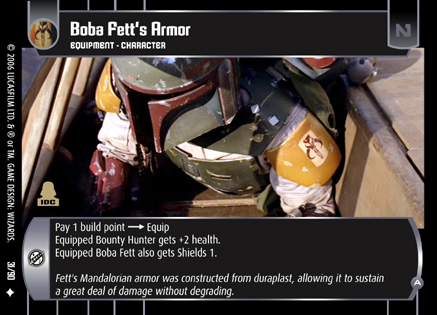 Boba Fett's Armor
EQUIPMENT - CHARACTER
N
© 2006 LUCASFILM LTD. & ® or TM. GAME DESIGN: WIZARDS.
31/90
IDC
Pay 1 build point → Equip
Equipped Bounty Hunter gets +2 health.
Equipped Boba Fett also gets Shields 1.
Fett's Mandalorian armor was constructed from duraplast, allowing it to sustain
a great deal of damage without degrading.
A